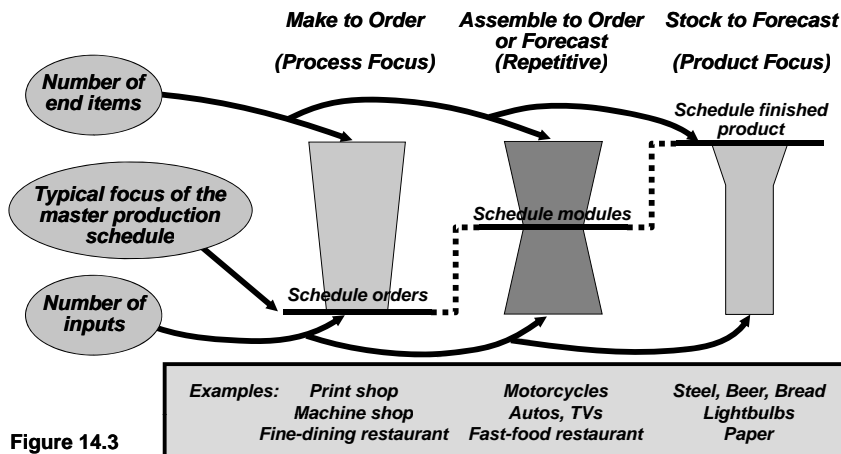 Make to Order
(Process Focus)
Assemble to Order
or Forecast
(Repetitive)
Stock to Forecast
(Product Focus)
Number of
end items
Schedule finished
product
Typical focus of the
master production
schedule
Schedule modules
Schedule orders
Number of
inputs
Examples: Print shop Motorcycles Steel, Beer, Bread
Machine shop Autos, TVs Lightbulbs
Fine-dining restaurant Fast-food restaurant Paper
Figure 14.3